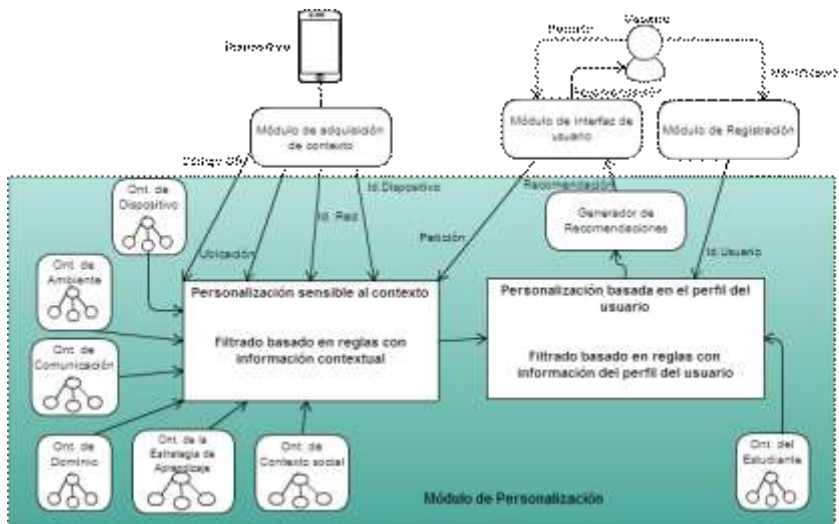 Usuario
Petición
Dispositivo
Módulo de adquisición
de contexto
Módulo de Interfaz de
usuario
Módulo de Registración
Id.Dispositivo
Recomendación
Ont. de
Dispositivo
Id. Red
Generador de
Recomendaciones
Petición
Ubicación
Id.Usuario
Ont. de
Ambiente
Personalización sensible al contexto
Filtrado basado en reglas con
información contextual
Personalización basada en el perfil del
usuario
Filtrado basado en reglas con
información del perfil del usuario
Ont. de
Comunicación
Ont. de
Dominio
Ont. de la
Estrategia de
Aprendizaje
Ont. de
Contexto social
Ont. del
Estudiante
Módulo de Personalización